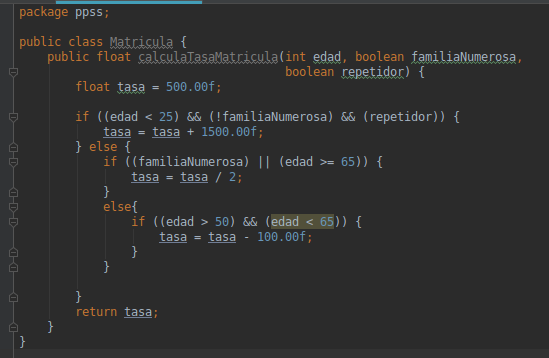 package ppss;
public class Matricula {
public float calculaTasaMatricula(int edad, boolean familiaNumerosa,
boolean repetidor) {
float tasa = 500.00f;
if ((edad < 25) && (!familiaNumerosa) && (repetidor)) {
tasa = tasa + 1500.00f;
} else {
if ((familiaNumerosa) || (edad >= 65)) {
tasa = tasa / 2;
}
else{
if ((edad > 50) && (edad < 65)) {
tasa = tasa - 100.00f;
}
}
}
return tasa;
}
}